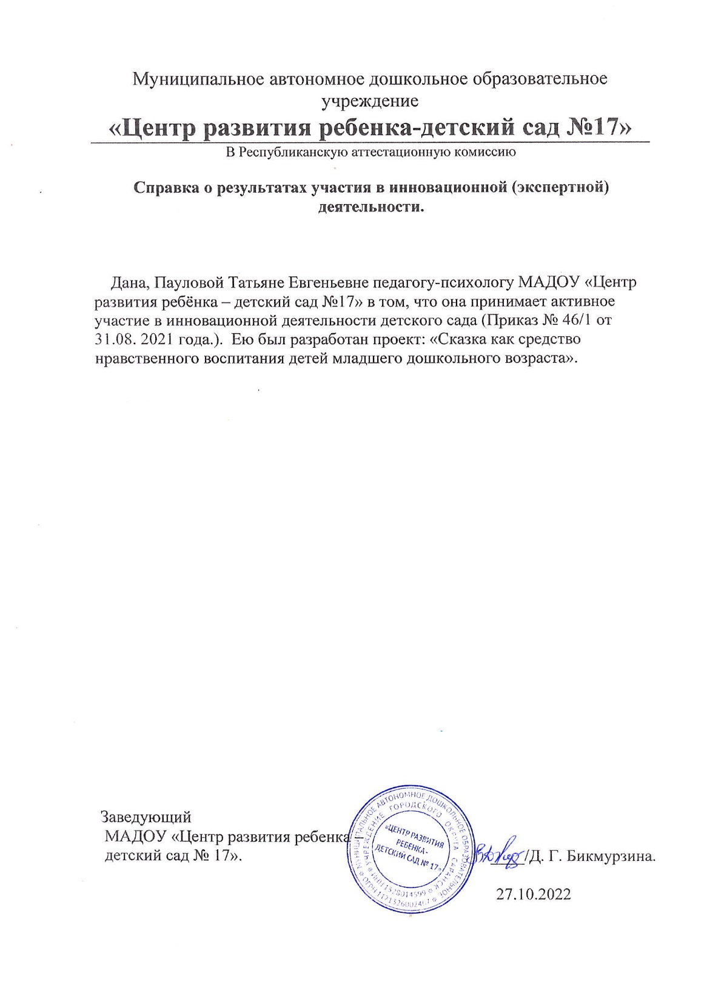 Муниципальное автономное дошкольное образовательное
учреждение
«Центр развития ребенка-детский сад №17»
В Республиканскую аттестационную комиссию
Справка о результатах участия в инновационной (экспертной)
деятельности.
Дана, Пауловой Татьяне Евгеньевне педагогу-психологу МАДОУ «Центр
развития ребёнка – детский сад №17» в том, что она принимает активное
участие в инновационной деятельности детского сада (Приказ № 46/1 от
31.08. 2021 года.). Ею был разработан проект: «Сказка как средство
нравственного воспитания детей младшего дошкольного возраста».
Заведующий
МАДОУ «Центр развития ребенка –
детский сад № 17».
/Д. Г. Бикмурзина.
27.10.2022
МУНИЦИПАЛЬНОЕ АВТОНОМНОЕ ДОШКОЛЬНОЕ ОБРАЗОВАТЕЛЬНОЕ
УЧРЕЖДЕНИЕ ГОРОДСКОГО ОКРУГА САРАНСК
«ЦЕНТР РАЗВИТИЯ
РЕБЕНКА -
ДЕТСКИЙ САД № 17»
ИНН 1328014599
ОГРН